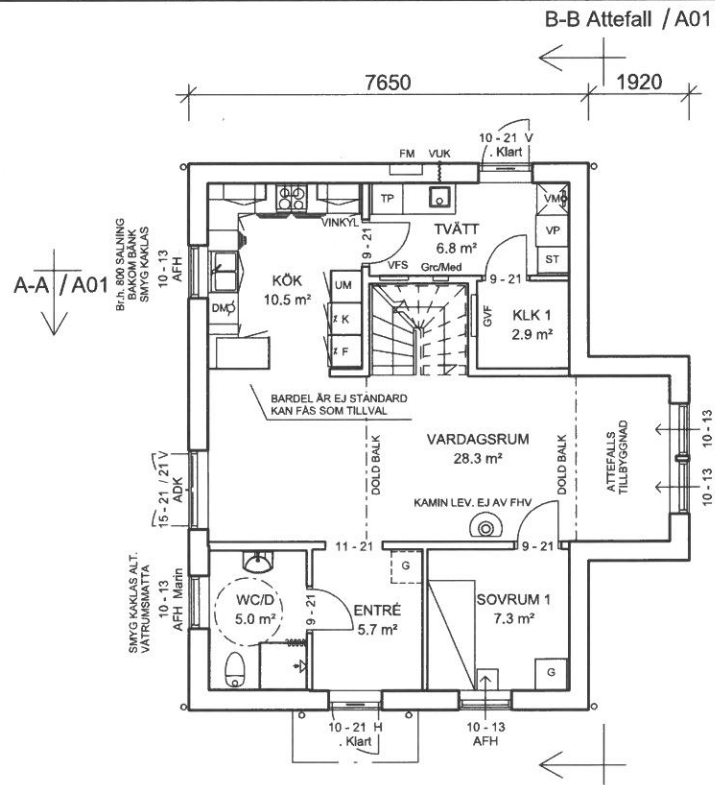 B-B Attefall / A01
7650
1920
10 - 21 V
. Klart
FM
VUK
TP
VM
VINKYL
TVÄTT
6.8 m²
VP
ST
9 - 21
Br.h. 800 SALNING
BAKOM BÄNK
SMYG KAKLAS
10 - 13
AFH
A-A / A01
KÖK
10.5 m²
VFS
Grc/Med
9 - 21
UM
DM
K
F
GVF
KLK 1
2.9 m²
BARDEL ÄR EJ STANDARD
KAN FÅS SOM TILLVAL
VARDAGSRUM
28.3 m²
DOLD BALK
DOLD BALK
ATTEFALLS
TILLBYGGNAD
10 - 13
10 - 13
15 - 21 / 21 V
ADK
KAMIN LEV. EJ AV FHV
11 - 21
9 - 21
SMYG KAKLAS ALT.
VÅTRUMSMATTA
10 - 13
AFH Marin
WC/D
5.0 m²
9 - 21
G
ENTRÉ
5.7 m²
SOVRUM 1
7.3 m²
G
10 - 21 H
. Klart
10 - 13
AFH